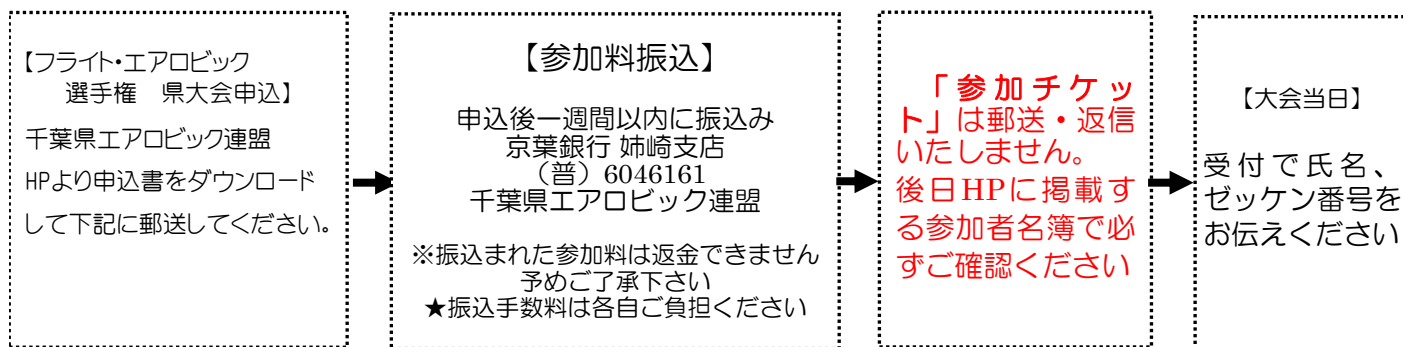 【フライト・エアロビック
選手権 県大会申込】
千葉県エアロビック連盟
HPより申込書をダウンロード
して下記に郵送してください。
【参加料振込】
申込後一週間以内に振込み
京葉銀行 姉崎支店
（普）6046161
千葉県エアロビック連盟
※振込まれた参加料は返金できません
予めご了承下さい
★振込手数料は各自ご負担ください
「参加チケッ
ト」は郵送・返信
いたしません。
後日HPに掲載す
る参加者名簿で必
ずご確認ください
【大会当日】
受付で氏名、
ゼッケン番号を
お伝えください